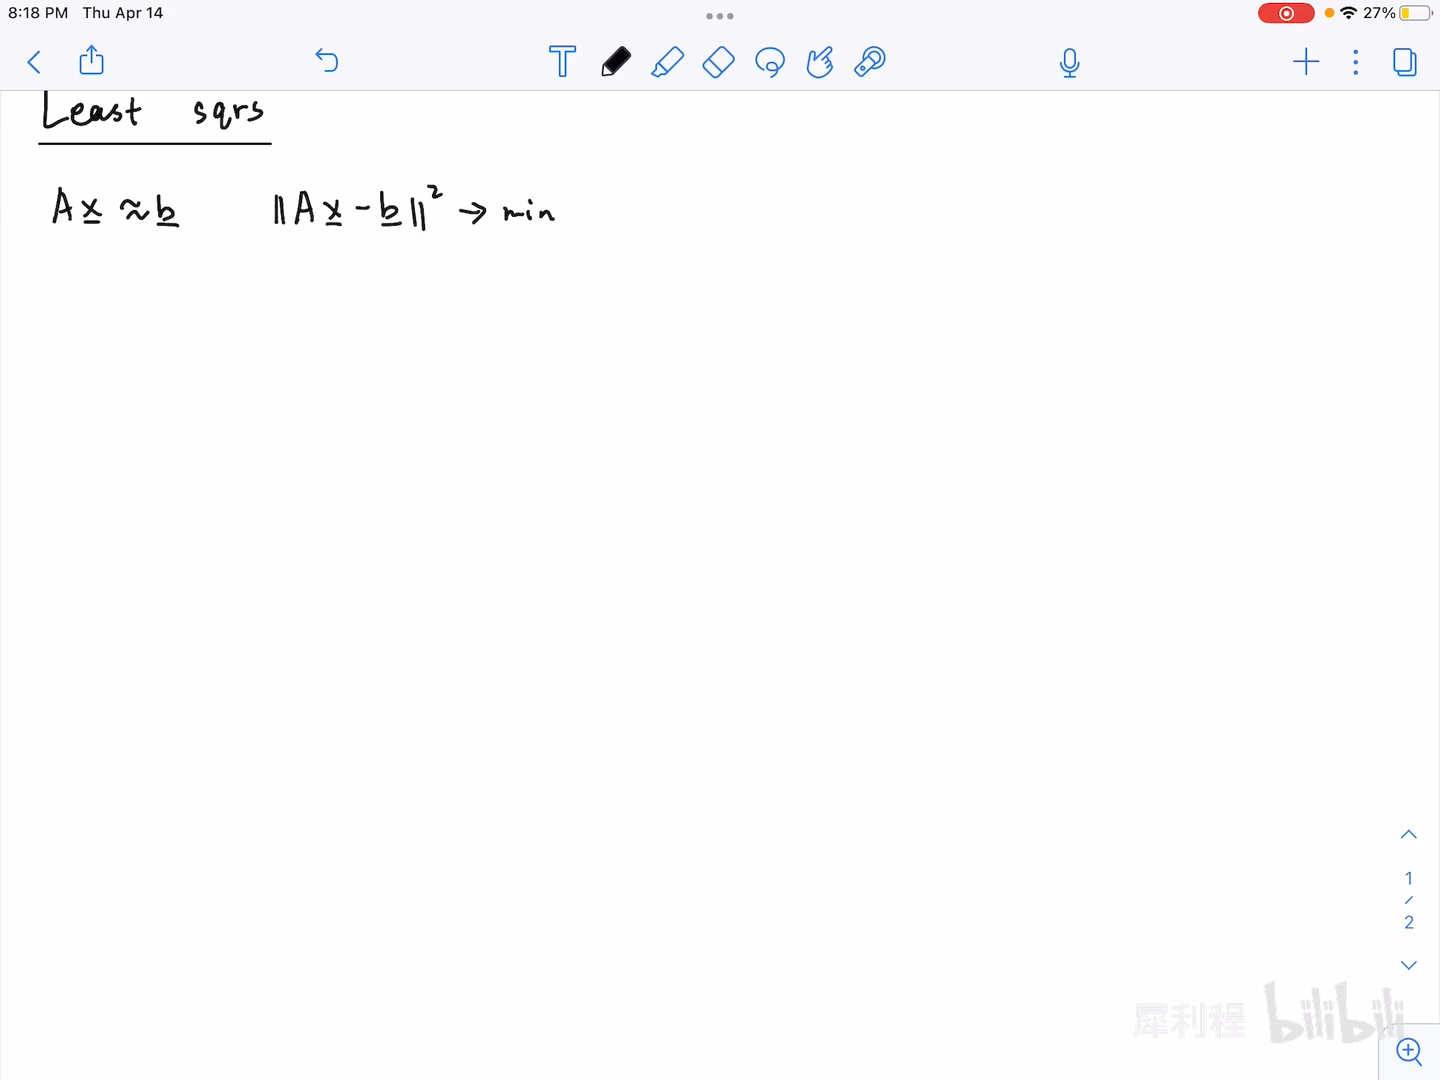 8:18 PM Thu Apr 14
27%
T
Least sqrs
Ax ≈ b ||Ax - b||² → min
1
/
2
犀利程 bilibili